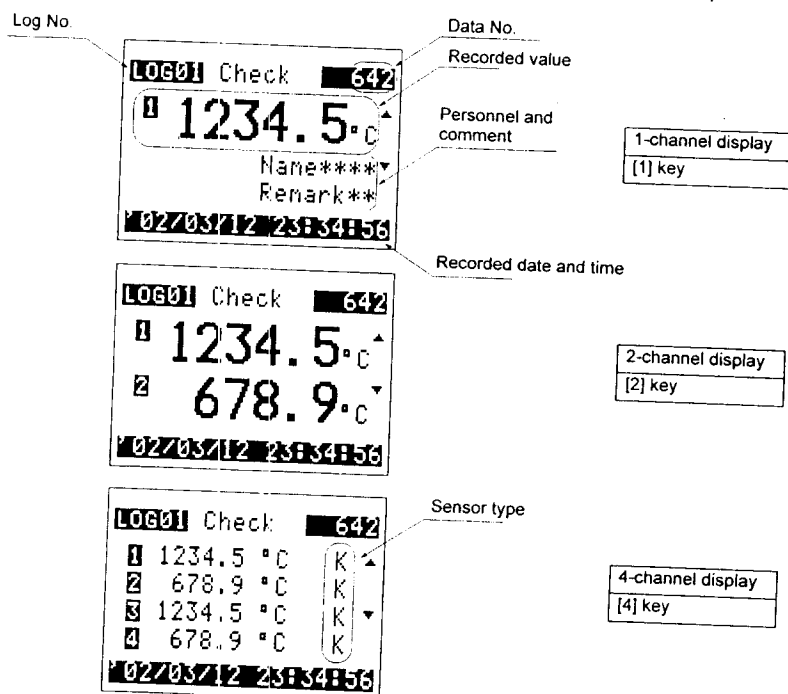 Log No.
Data No.
Recorded value
LOG01 Check 642
1 1234.5°C
Personnel and
comment
Name****
Remark**
'02/03/12 23:34:56
1-channel display
[1] key
Recorded date and time
LOG01 Check 642
1 1234.5°C
2 678.9°C
'02/03/12 23:34:56
2-channel display
[2] key
Sensor type
LOG01 Check 642
1 1234.5 °C K
2 678.9 °C K
3 1234.5 °C K
4 678.9 °C K
'02/03/12 23:34:56
4-channel display
[4] key